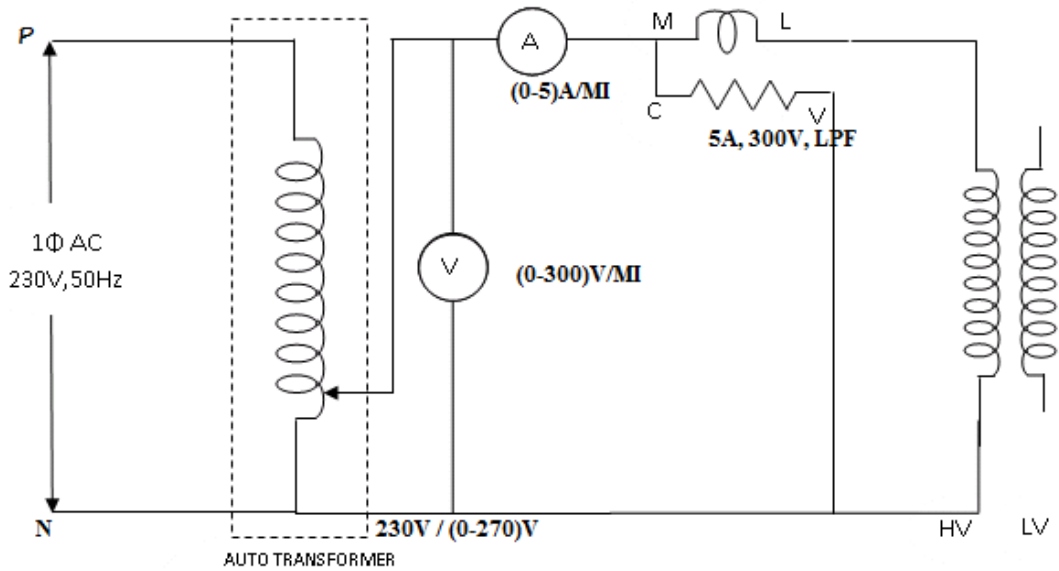 P
A
M
L
(0-5)A/MI
C
V
5A, 300V, LPF
1Φ AC
230V,50Hz
V
(0-300)V/MI
N
230V / (0-270)V
HV
LV
AUTO TRANSFORMER